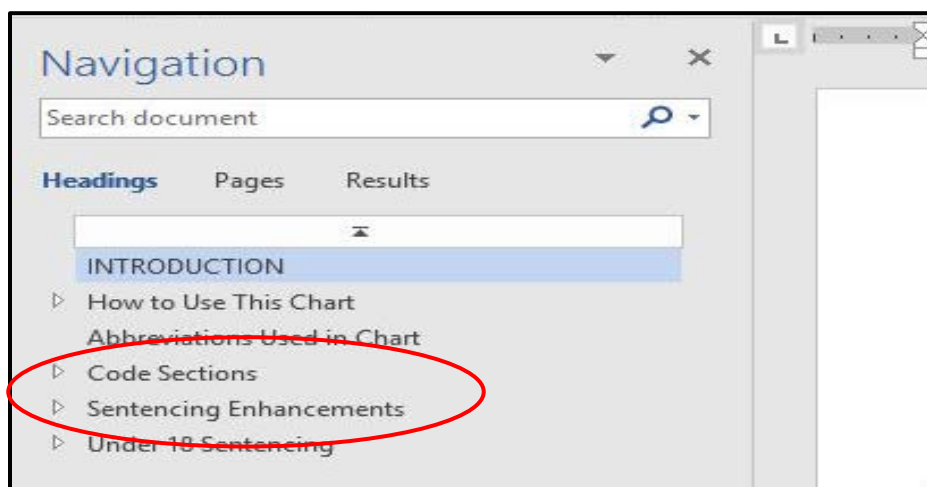 Navigation
Search document
Headings Pages Results
INTRODUCTION
How to Use This Chart
Abbreviations Used in Chart
Code Sections
Sentencing Enhancements
Under 18 Sentencing